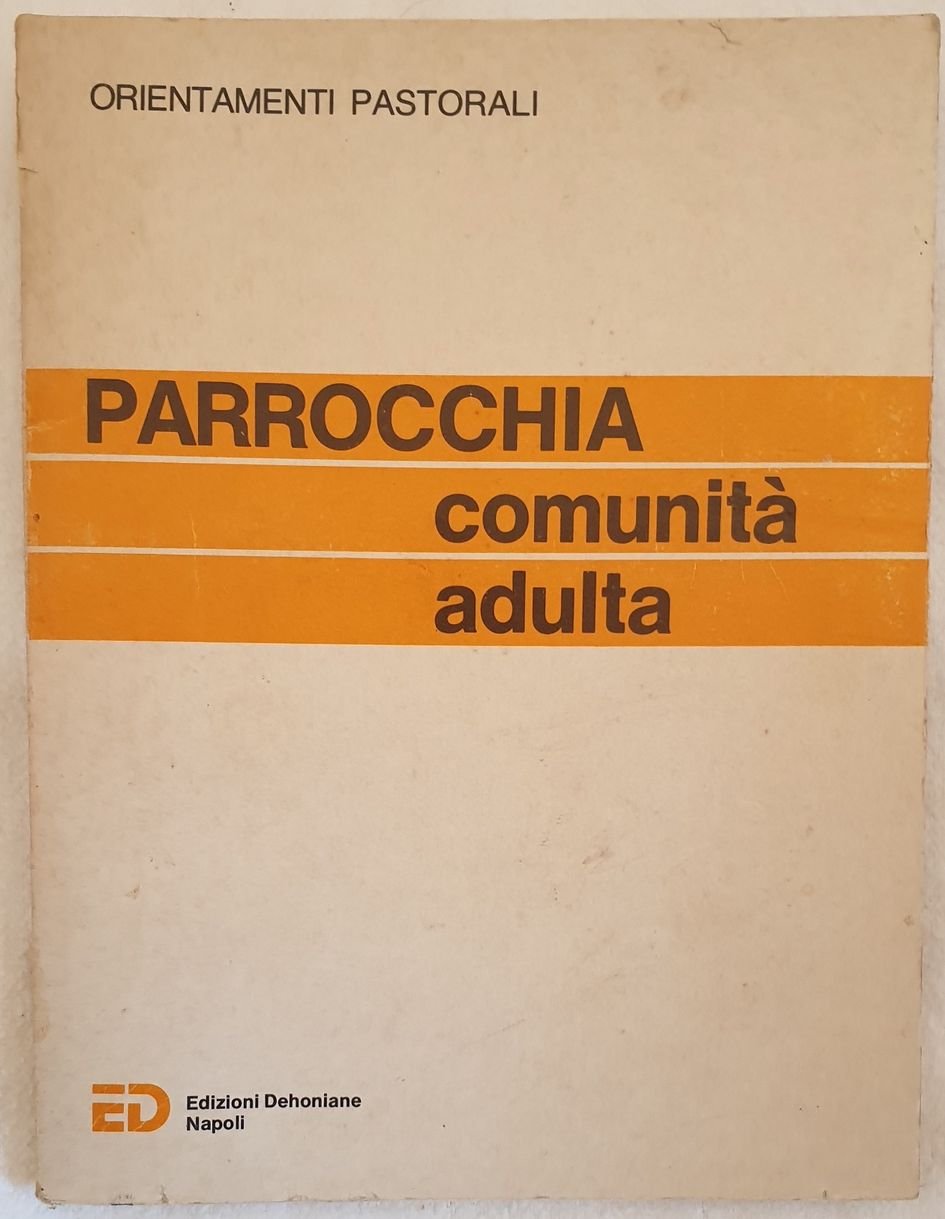 ORIENTAMENTI PASTORALI
PARROCCHIA
comunità
adulta
ED
Edizioni Dehoniane
Napoli